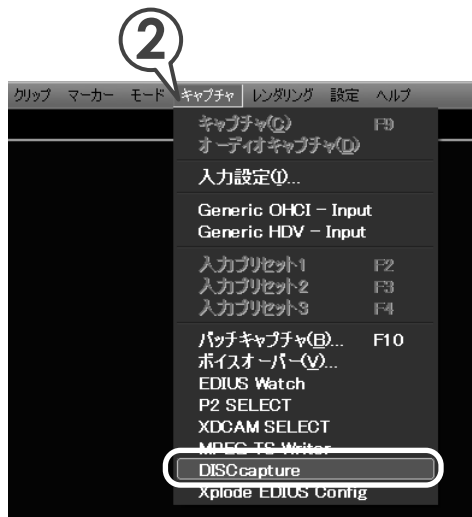 2
クリップ マーカー モード キャプチャ レンダリング 設定 ヘルプ
キャプチャ(C) F9
オーディオキャプチャ(D)
入力設定(I)...
Generic OHCI - Input
Generic HDV - Input
入力プリセット1 F2
入力プリセット2 F3
入力プリセット3 F4
バッチキャプチャ(B)... F10
ボイスオーバー(V)...
EDIUS Watch
P2 SELECT
XDCAM SELECT
MPEG TS Writer
DISCcapture
Xplode EDIUS Config